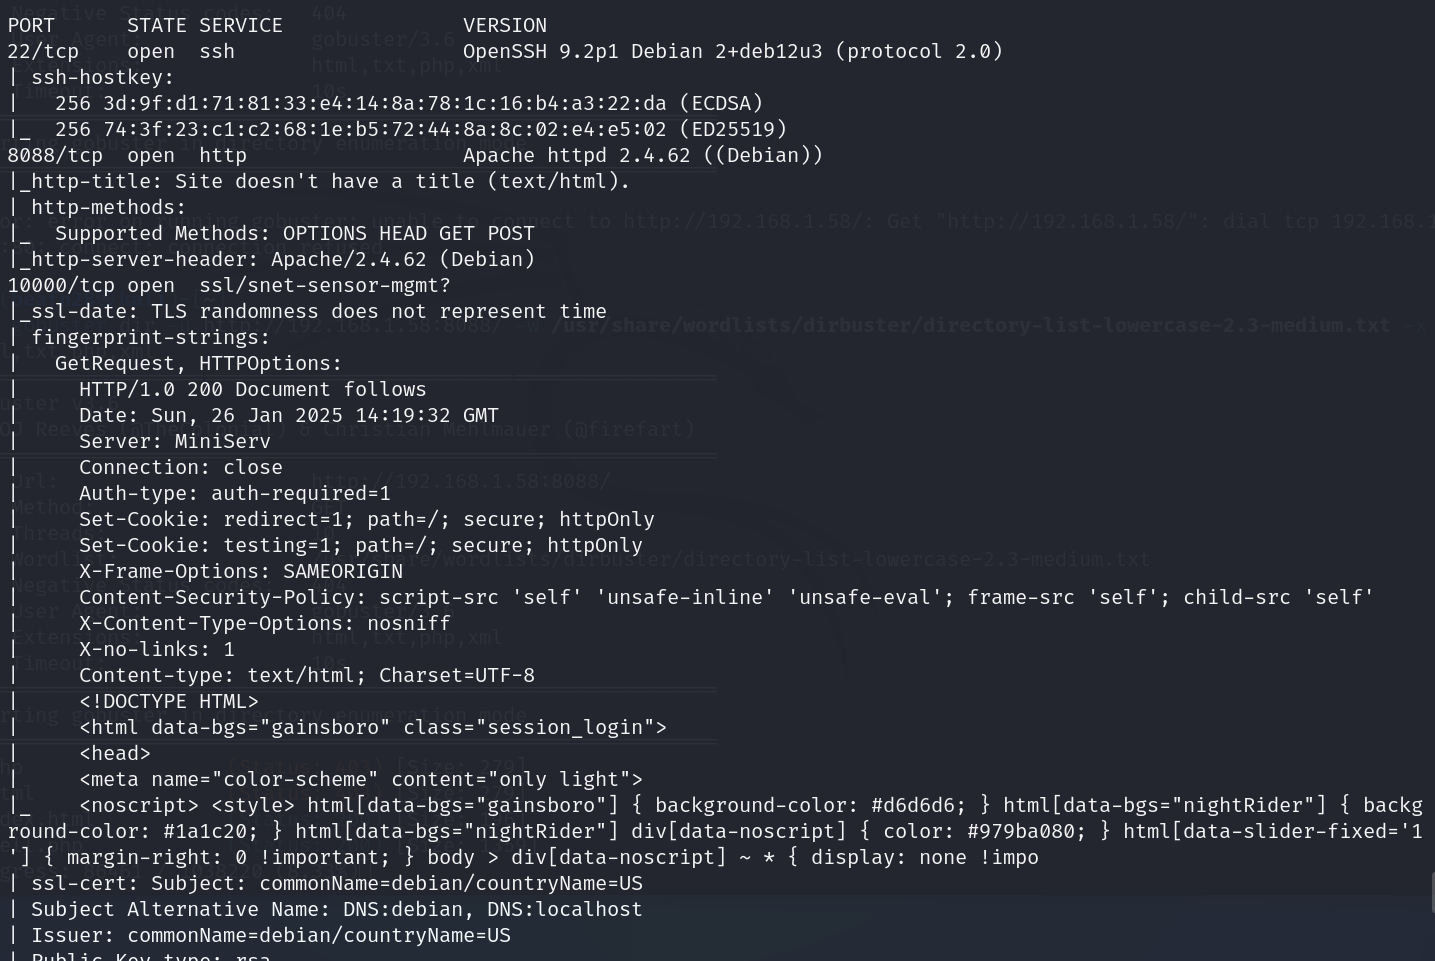 PORT      STATE SERVICE               VERSION
22/tcp    open  ssh                   OpenSSH 9.2p1 Debian 2+deb12u3 (protocol 2.0)
| ssh-hostkey:
|   256 3d:9f:d1:71:81:33:e4:14:8a:78:1c:16:b4:a3:22:da (ECDSA)
|_  256 74:3f:23:c1:c2:68:1e:b5:72:44:8a:8c:02:e4:e5:02 (ED25519)
8088/tcp  open  http                  Apache httpd 2.4.62 ((Debian))
|_http-title: Site doesn't have a title (text/html).
| http-methods:
|_  Supported Methods: OPTIONS HEAD GET POST
|_http-server-header: Apache/2.4.62 (Debian)
10000/tcp open  ssl/snet-sensor-mgmt?
|_ssl-date: TLS randomness does not represent time
| fingerprint-strings:
|   GetRequest, HTTPOptions:
|     HTTP/1.0 200 Document follows
|     Date: Sun, 26 Jan 2025 14:19:32 GMT
|     Server: MiniServ
|     Connection: close
|     Auth-type: auth-required=1
|     Set-Cookie: redirect=1; path=/; secure; httpOnly
|     Set-Cookie: testing=1; path=/; secure; httpOnly
|     X-Frame-Options: SAMEORIGIN
|     Content-Security-Policy: script-src 'self' 'unsafe-inline' 'unsafe-eval'; frame-src 'self'; child-src 'self'
|     X-Content-Type-Options: nosniff
|     X-no-links: 1
|     Content-type: text/html; Charset=UTF-8
|     <!DOCTYPE HTML>
|     <html data-bgs="gainsboro" class="session_login">
|     <head>
|     <meta name="color-scheme" content="only light">
|_    <noscript> <style> html[data-bgs="gainsboro"] { background-color: #d6d6d6; } html[data-bgs="nightRider"] { backg
round-color: #1a1c20; } html[data-bgs="nightRider"] div[data-noscript] { color: #979ba080; } html[data-slider-fixed='1
'] { margin-right: 0 !important; } body > div[data-noscript] ~ * { display: none !impo
| ssl-cert: Subject: commonName=debian/countryName=US
| Subject Alternative Name: DNS:debian, DNS:localhost
| Issuer: commonName=debian/countryName=US
| Public Key type: rsa